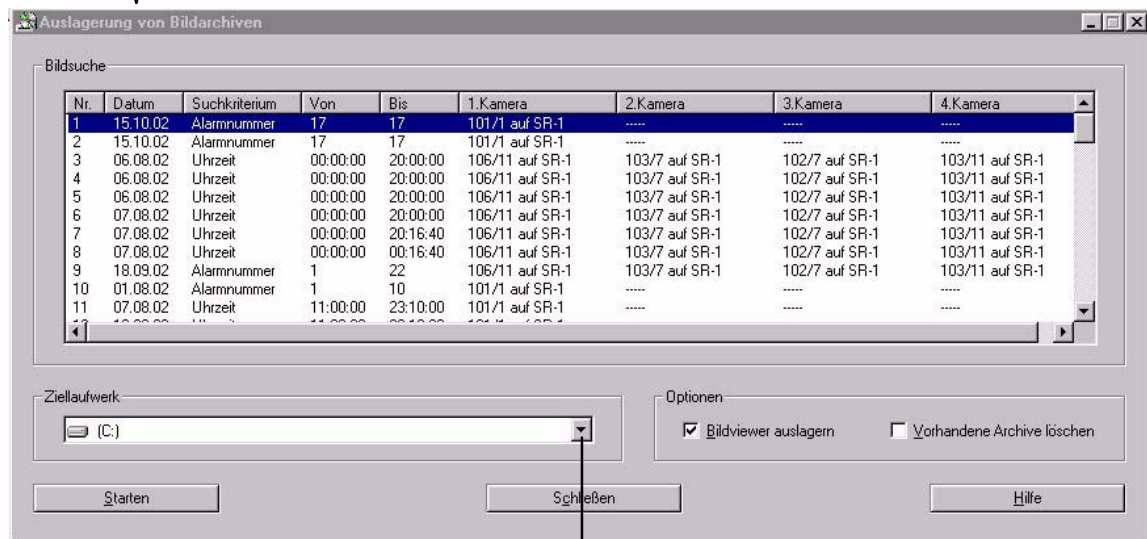 Auslagerung von Bildarchiven
Bildsuche
Nr. Datum Suchkriterium Von Bis 1.Kamera 2.Kamera 3.Kamera 4.Kamera
1 15.10.02 Alarmnummer 17 17 101/1 auf SR-1 ----- ----- -----
2 15.10.02 Alarmnummer 17 17 101/1 auf SR-1 ----- ----- -----
3 06.08.02 Uhrzeit 00:00:00 20:00:00 106/11 auf SR-1 103/7 auf SR-1 102/7 auf SR-1 103/11 auf SR-1
4 06.08.02 Uhrzeit 00:00:00 20:00:00 106/11 auf SR-1 103/7 auf SR-1 102/7 auf SR-1 103/11 auf SR-1
5 06.08.02 Uhrzeit 00:00:00 20:00:00 106/11 auf SR-1 103/7 auf SR-1 102/7 auf SR-1 103/11 auf SR-1
6 07.08.02 Uhrzeit 00:00:00 20:00:00 106/11 auf SR-1 103/7 auf SR-1 102/7 auf SR-1 103/11 auf SR-1
7 07.08.02 Uhrzeit 00:00:00 20:16:40 106/11 auf SR-1 103/7 auf SR-1 102/7 auf SR-1 103/11 auf SR-1
8 07.08.02 Uhrzeit 00:00:00 00:16:40 106/11 auf SR-1 103/7 auf SR-1 102/7 auf SR-1 103/11 auf SR-1
9 18.09.02 Alarmnummer 1 22 106/11 auf SR-1 103/7 auf SR-1 102/7 auf SR-1 103/11 auf SR-1
10 01.08.02 Alarmnummer 1 10 101/1 auf SR-1 ----- ----- -----
11 07.08.02 Uhrzeit 11:00:00 23:10:00 101/1 auf SR-1 ----- ----- -----
Ziellaufwerk
(C:)
Optionen
Bildviewer auslagern Vorhandene Archive löschen
Starten Schließen Hilfe